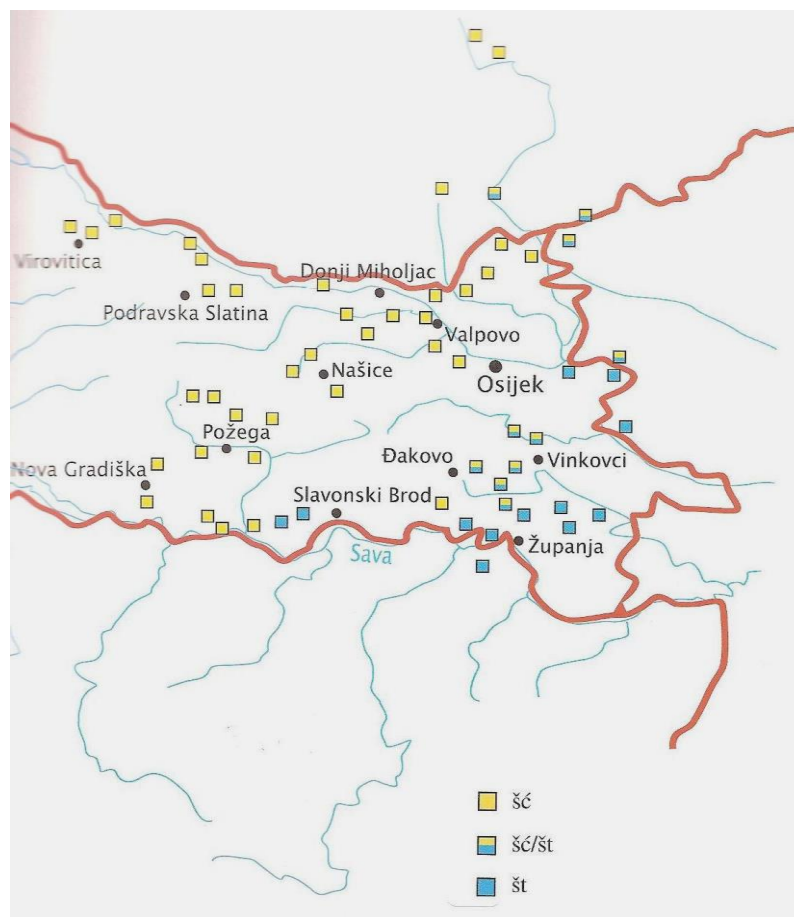 Virovitica
Donji Miholjac
Podravska Slatina
Valpovo
Našice
Osijek
Požega
Đakovo
Vinkovci
Nova Gradiška
Slavonski Brod
Županja
Sava
šć
šć/št
št